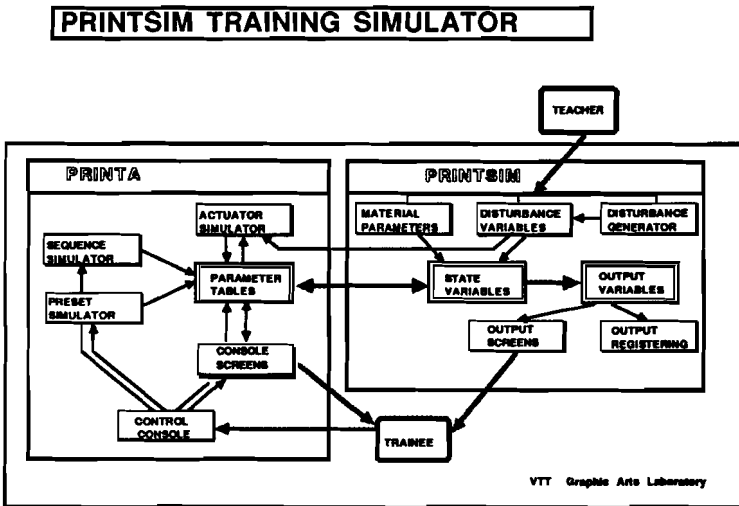 PRINTSIM TRAINING SIMULATOR
TEACHER
PRINTA
PRINTSIM
ACTUATOR
SIMULATOR
MATERIAL
PARAMETERS
DISTURBANCE
VARIABLES
DISTURBANCE
GENERATOR
SEQUENCE
SIMULATOR
PARAMETER
TABLES
STATE
VARIABLES
OUTPUT
VARIABLES
PRESET
SIMULATOR
OUTPUT
SCREENS
OUTPUT
REGISTERING
CONSOLE
SCREENS
CONTROL
CONSOLE
TRAINEE
VTT Graphic Arts Laboratory